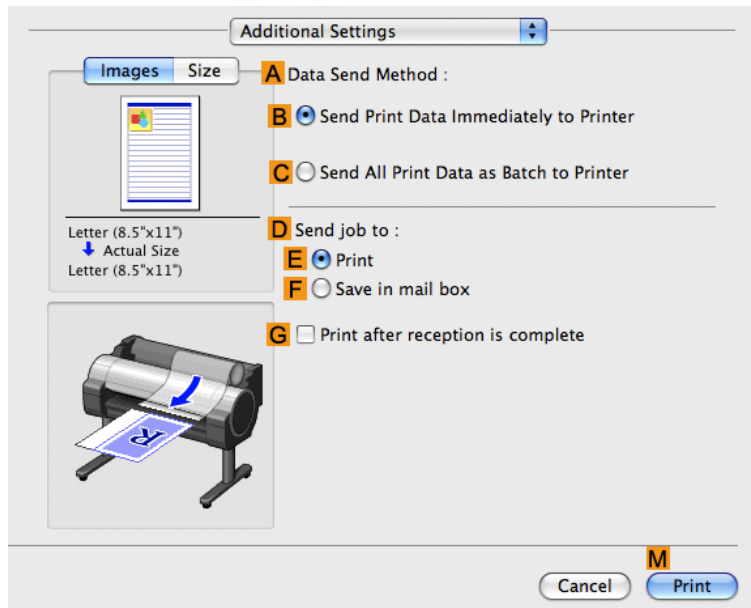 Additional Settings
Images Size
A Data Send Method :
B Send Print Data Immediately to Printer
C Send All Print Data as Batch to Printer
Letter (8.5"x11")
Actual Size
Letter (8.5"x11")
D Send job to :
E Print
F Save in mail box
G Print after reception is complete
R
M
Cancel Print